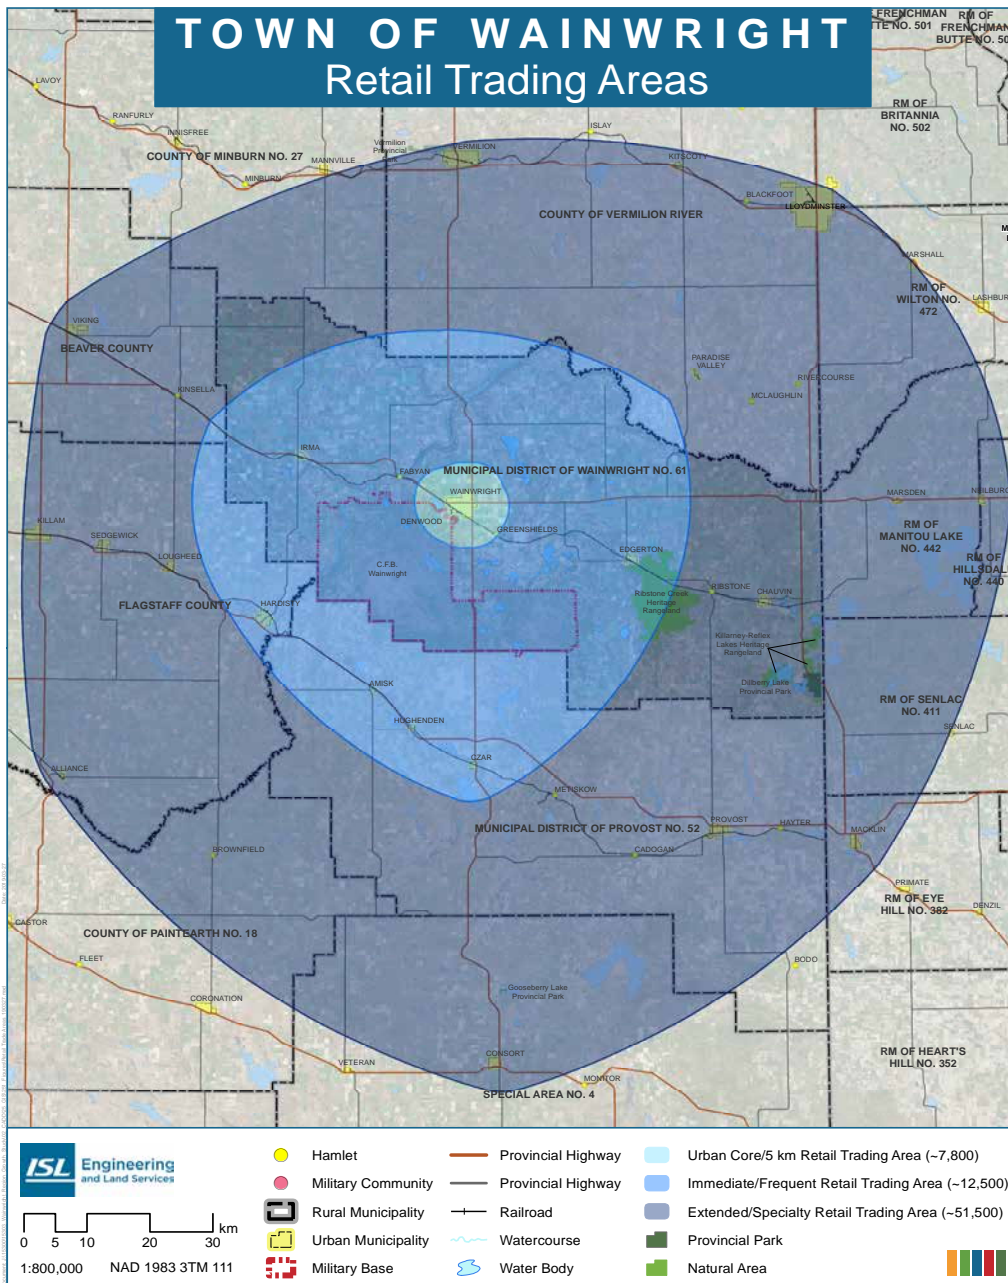 TOWN OF WAINWRIGHT
Retail Trading Areas
FRENCHMAN
TTE NO. 501
RM OF
FRENCHMAN
BUTTE NO. 50
RM OF
BRITANNIA
NO. 502
LAVOY
RANFURLY
INNISFREE
COUNTY OF MINBURN NO. 27
MINBURN
MANNVILLE
Vermilion
Provincial
VERMILION
ISLAY
KITSCOTY
BLACKFOOT
LLOYDMINSTER
COUNTY OF VERMILION RIVER
MARSHALL
RM OF
WILTON NO.
472
LASHBUR
VIKING
BEAVER COUNTY
KINSELLA
PARADISE
VALLEY
RIVERCOURSE
MCLAUGHLIN
IRMA
FABYAN
MUNICIPAL DISTRICT OF WAINWRIGHT NO. 61
WAINWRIGHT
DENWOOD
GREENSHIELDS
MARSDEN
NEILBURG
KILLAM
SEDGEWICK
LOUGHEED
C.F.B.
Wainwright
EDGERTON
RM OF
MANITOU LAKE
NO. 442
RM OF
HILLSDAL
NO. 440
FLAGSTAFF COUNTY
HARDISTY
Ribstone Creek
Heritage
Rangeland
RIBSTONE
CHAUVIN
Killarney-Reflex
Lakes Heritage
Rangeland
Dillberry Lake
Provincial Park
AMISK
HUGHENDEN
RM OF SENLAC
NO. 411
SENLAC
ALLIANCE
CZAR
METISKOW
MUNICIPAL DISTRICT OF PROVOST NO. 52
PROVOST
HAYTER
MACKLIN
BROWNFIELD
CADOGAN
PRIMATE
RM OF EYE
HILL NO. 382
DENZIL
CASTOR
COUNTY OF PAINTEARTH NO. 18
FLEET
BODO
CORONATION
Gooseberry Lake
Provincial Park
VETERAN
CONSORT
MONITOR
SPECIAL AREA NO. 4
RM OF HEART'S
HILL NO. 352
ISL Engineering
and Land Services
km
0 5 10 20 30
1:800,000 NAD 1983 3TM 111
Hamlet
Military Community
Rural Municipality
Urban Municipality
Military Base
Provincial Highway
Provincial Highway
Railroad
Watercourse
Water Body
Urban Core/5 km Retail Trading Area (~7,800)
Immediate/Frequent Retail Trading Area (~12,500)
Extended/Specialty Retail Trading Area (~51,500)
Provincial Park
Natural Area